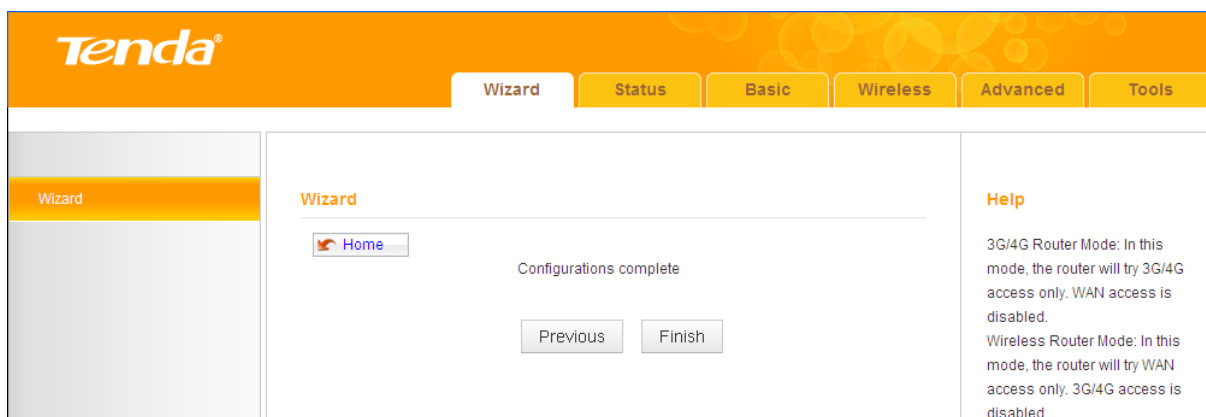 Tenda®
Wizard Status Basic Wireless Advanced Tools
Wizard
Wizard
Home
Configurations complete
Previous Finish
Help
3G/4G Router Mode: In this
mode, the router will try 3G/4G
access only. WAN access is
disabled.
Wireless Router Mode: In this
mode, the router will try WAN
access only. 3G/4G access is
disabled